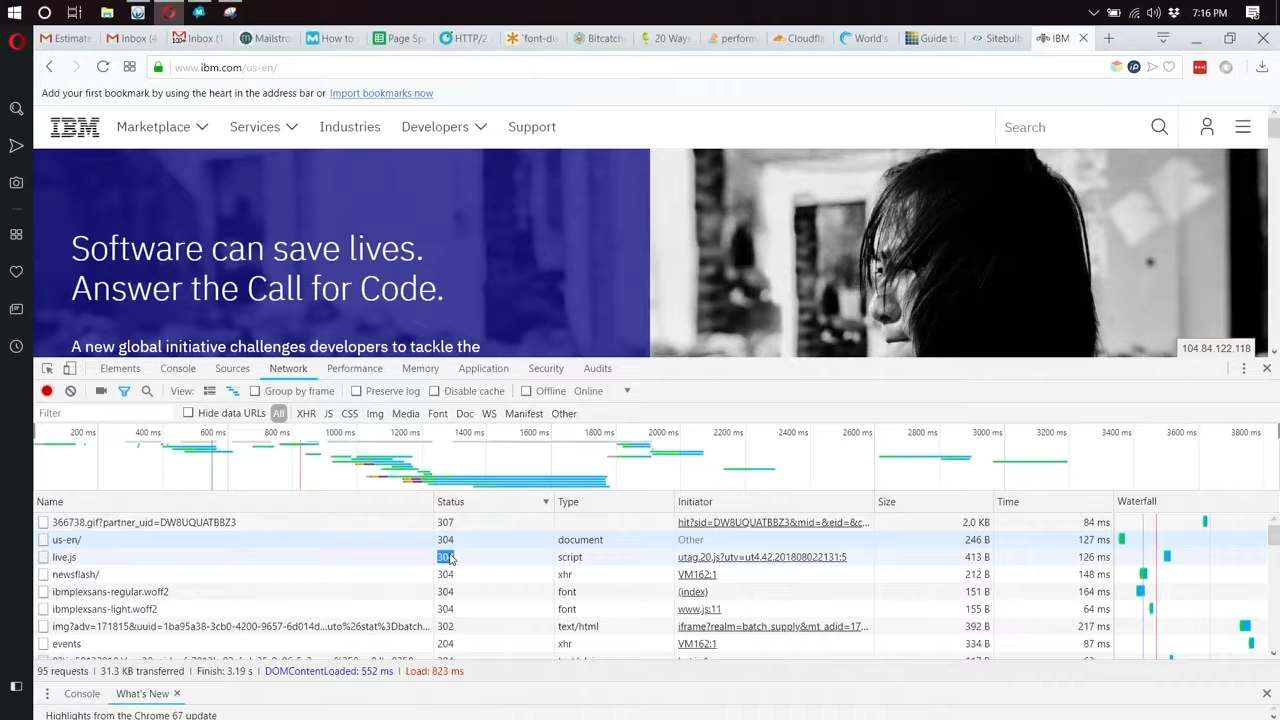 7:16 PM
Estimate
Inbox (4
100+
Inbox (1
Mailstro
How to
Page Sp
HTTP/2
"font-dis
Bitcatch
20 Ways
perform
Cloudfla
World's
Guide to
Sitebulb
IBM
www.ibm.com/us-en/
Add your first bookmark by using the heart in the address bar or Import bookmarks now
IBM
Marketplace
Services
Industries
Developers
Support
Search
Software can save lives.
Answer the Call for Code.
A new global initiative challenges developers to tackle the
104.84.122.118
Elements Console Sources Network Performance Memory Application Security Audits
View: Group by frame Preserve log Disable cache Offline Online
Filter Hide data URLs All XHR JS CSS Img Media Font Doc WS Manifest Other
200 ms 400 ms 600 ms 800 ms 1000 ms 1200 ms 1400 ms 1600 ms 1800 ms 2000 ms 2200 ms 2400 ms 2600 ms 2800 ms 3000 ms 3200 ms 3400 ms 3600 ms 3800 ms
Name Status Type Initiator Size Time Waterfall
366738.gif?partner_uid=DW8UQUATBBZ3 307 hit?sid=DW8UQUATBBZ3&mid=&eid=&c... 2.0 KB 84 ms
us-en/ 304 document Other 246 B 127 ms
live.js 304 script utag.20.js?utv=ut4.42.201808022131:5 413 B 126 ms
newsflash/ 304 xhr VM162:1 212 B 148 ms
ibmplexsans-regular.woff2 304 font (index) 151 B 164 ms
ibmplexsans-light.woff2 304 font www.js:11 155 B 64 ms
img?adv=171815&uuid=1ba95a38-3cb0-4200-9657-6d014d...uto%26stat%3Dbatch... 302 text/html iframe?realm=batch_supply&mt_adid=17... 392 B 217 ms
events 204 xhr VM162:1 334 B 87 ms
95 requests | 31.3 KB transferred | Finish: 3.19 s | DOMContentLoaded: 552 ms | Load: 823 ms
Console What's New
Highlights from the Chrome 67 update